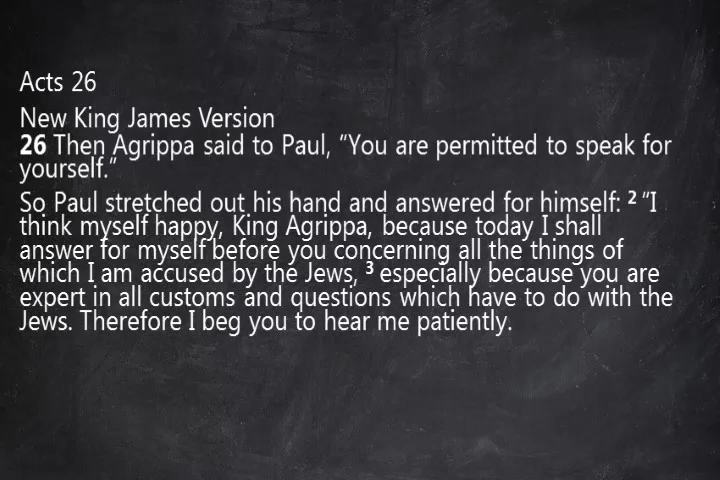 Acts 26
New King James Version
26 Then Agrippa said to Paul, “You are permitted to speak for
yourself.”
So Paul stretched out his hand and answered for himself: 2 “I
think myself happy, King Agrippa, because today I shall
answer for myself before you concerning all the things of
which I am accused by the Jews, 3 especially because you are
expert in all customs and questions which have to do with the
Jews. Therefore I beg you to hear me patiently.